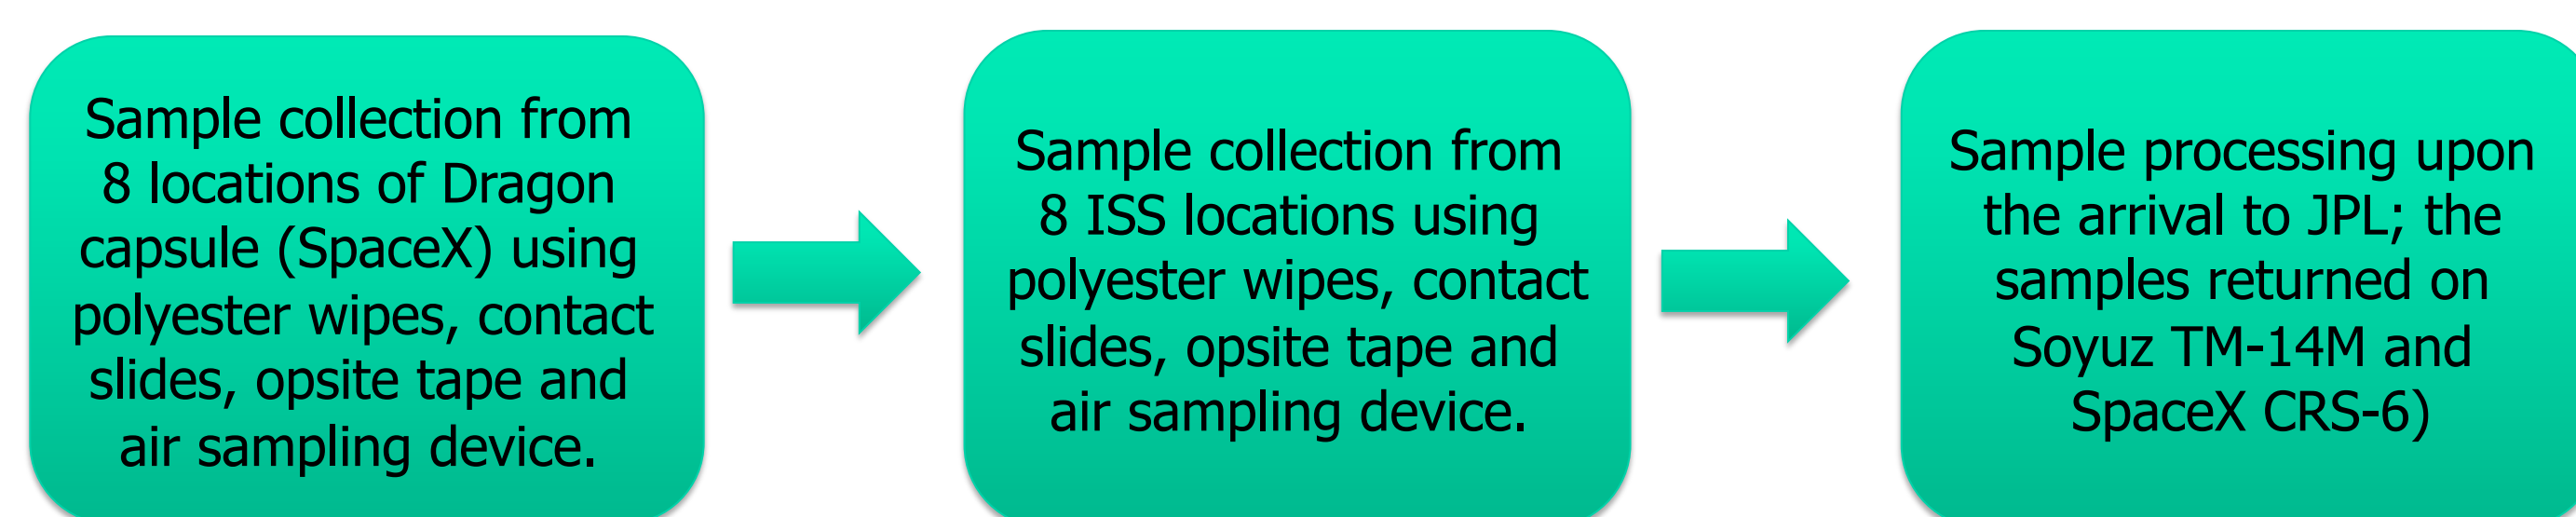 Sample collection from
8 locations of Dragon
capsule (SpaceX) using
polyester wipes, contact
slides, opsite tape and
air sampling device.
Sample collection from
8 ISS locations using
polyester wipes, contact
slides, opsite tape and
air sampling device.
Sample processing upon
the arrival to JPL; the
samples returned on
Soyuz TM-14M and
SpaceX CRS-6)